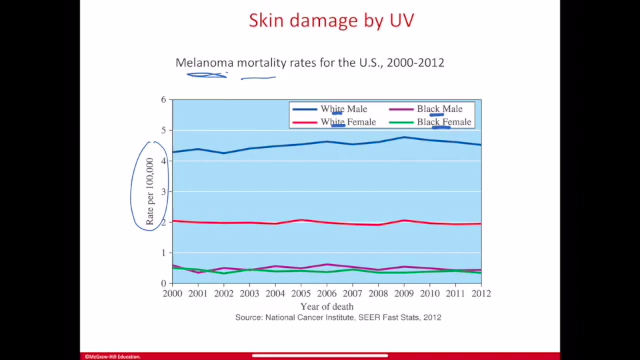 Skin damage by UV
Melanoma mortality rates for the U.S., 2000-2012
6
5
4
3
2
1
0
Rate per 100,000
White Male
Black Male
White Female
Black Female
2000 2001 2002 2003 2004 2005 2006 2007 2008 2009 2010 2011 2012
Year of death
Source: National Cancer Institute, SEER Fast Stats, 2012
©McGraw-Hill Education.